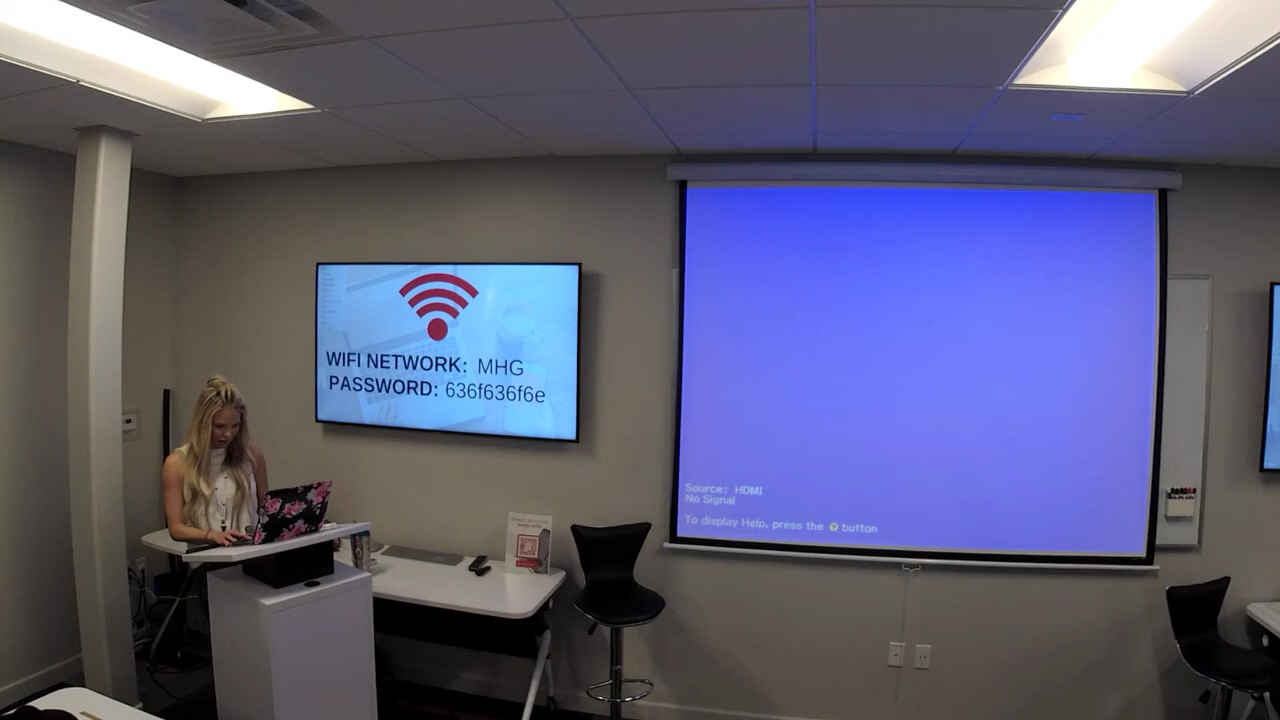 WIFI NETWORK: MHG
PASSWORD: 636f636f6e
Source: HDMI
No Signal
To display Help, press the ? button